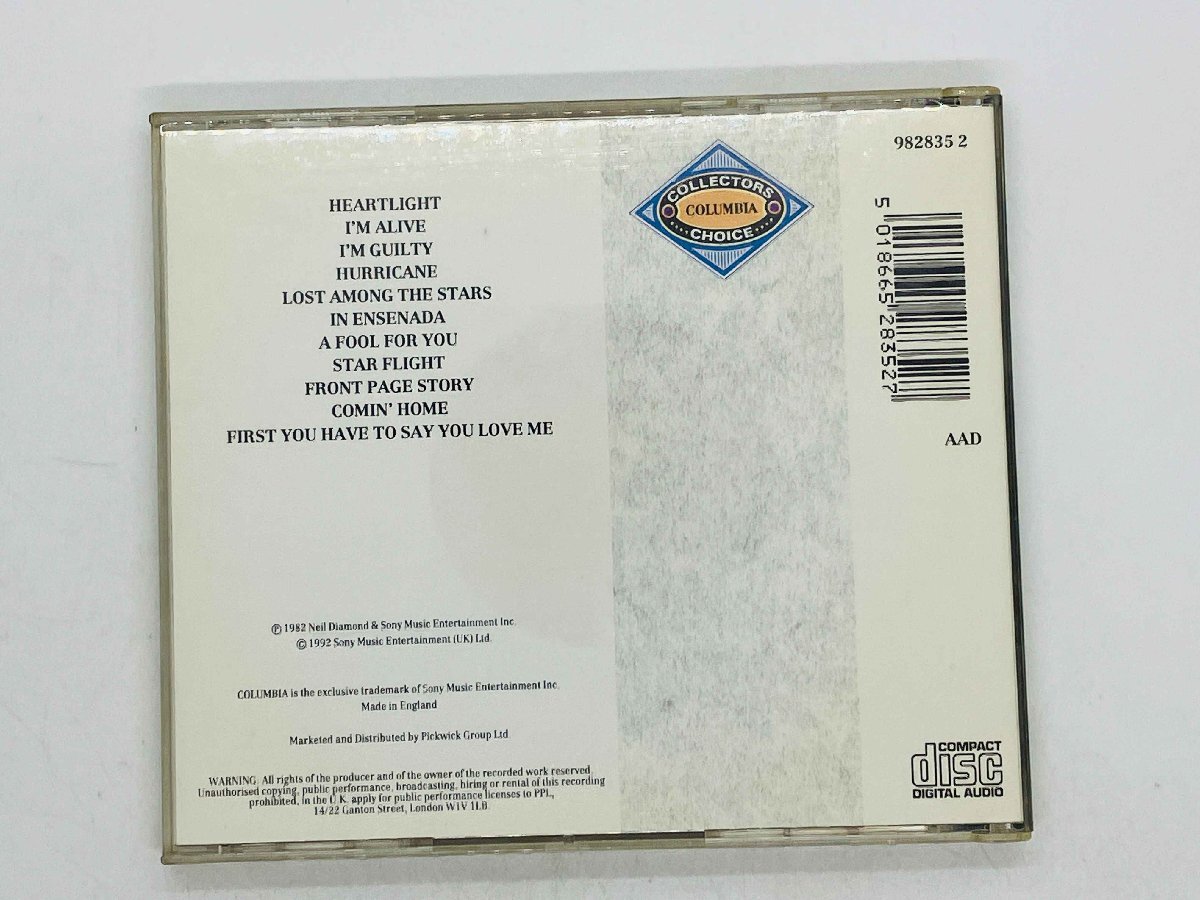 HEARTLIGHT
I'M ALIVE
I'M GUILTY
HURRICANE
LOST AMONG THE STARS
IN ENSENADA
A FOOL FOR YOU
STAR FLIGHT
FRONT PAGE STORY
COMIN' HOME
FIRST YOU HAVE TO SAY YOU LOVE ME
℗ 1982 Neil Diamond & Sony Music Entertainment Inc.
© 1992 Sony Music Entertainment (UK) Ltd.
COLUMBIA is the exclusive trademark of Sony Music Entertainment Inc.
Made in England
Marketed and Distributed by Pickwick Group Ltd
WARNING: All rights of the producer and of the owner of the recorded work reserved.
Unauthorised copying, public performance, broadcasting, hiring or rental of this recording
prohibited. In the U.K. apply for public performance licenses to PPL,
14/22 Ganton Street, London W1V 1LB.
COLLECTORS
COLUMBIA
CHOICE
982835 2
5 018665 283527
AAD
COMPACT
disc
DIGITAL AUDIO